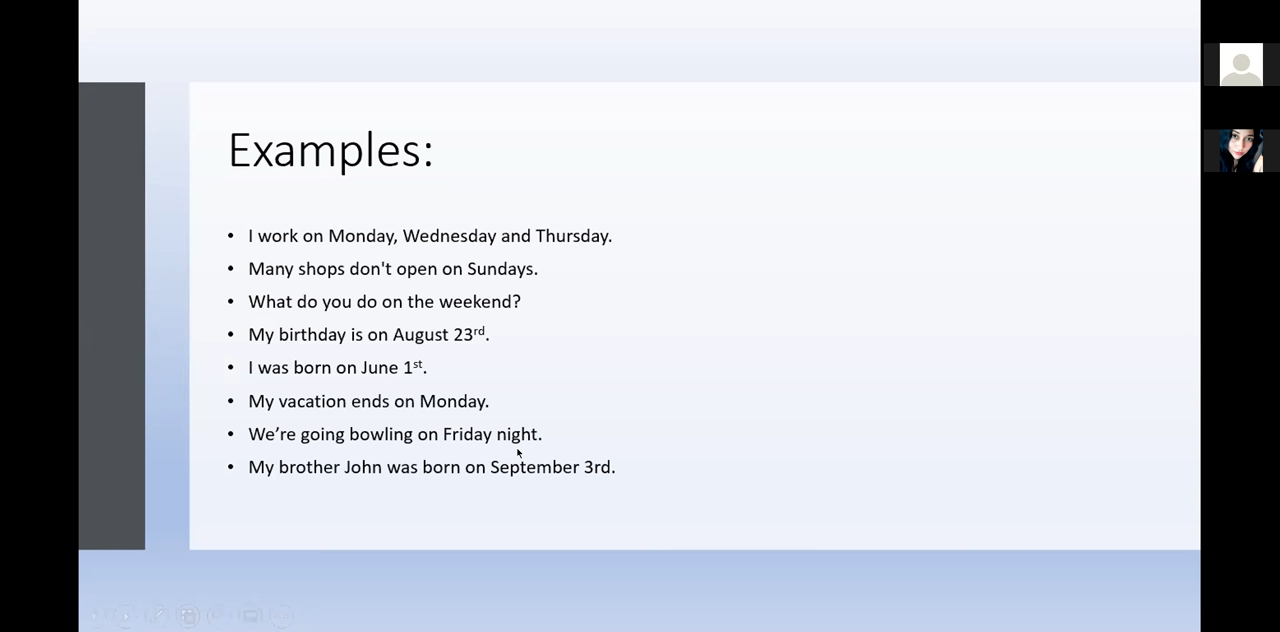 Examples:
• I work on Monday, Wednesday and Thursday.
• Many shops don't open on Sundays.
• What do you do on the weekend?
• My birthday is on August 23rd.
• I was born on June 1st.
• My vacation ends on Monday.
• We’re going bowling on Friday night.
• My brother John was born on September 3rd.